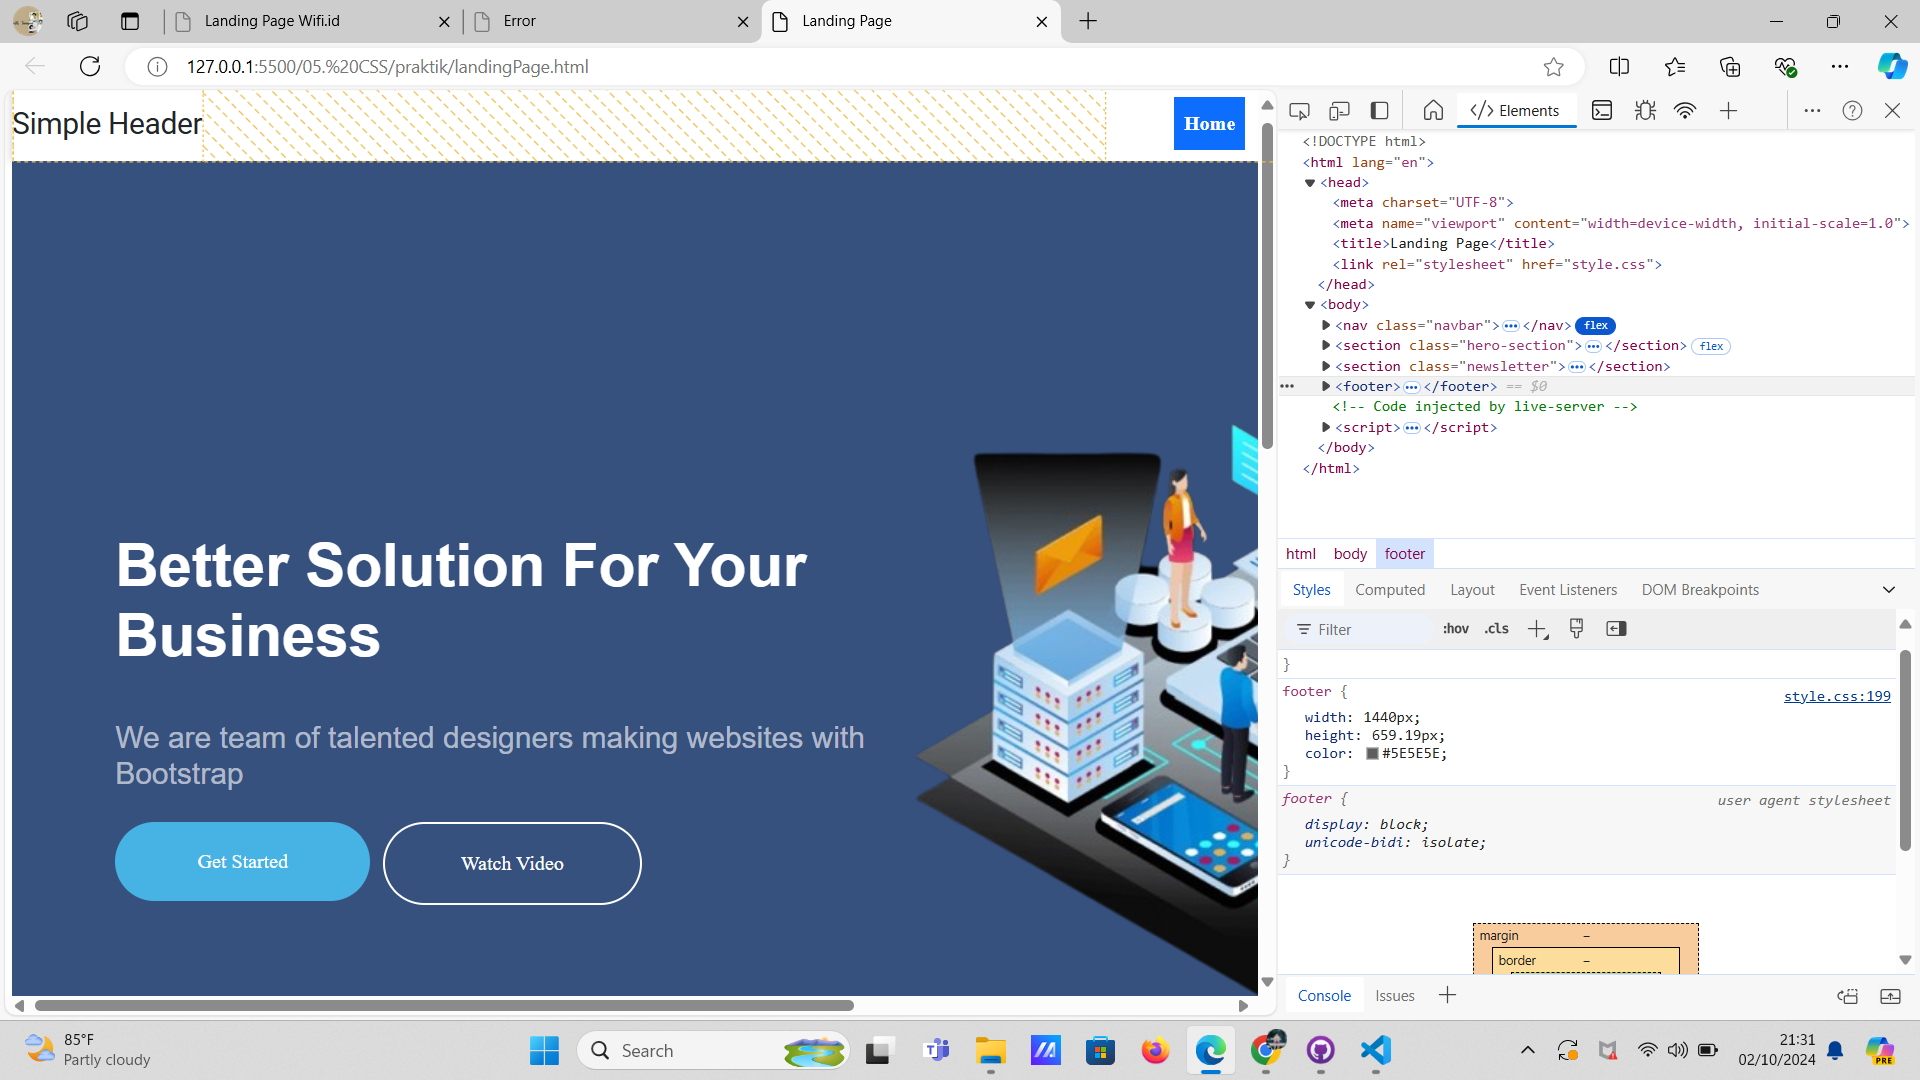 Landing Page Wifi.id
Error
Landing Page
127.0.0.1:5500/05.%20CSS/praktik/landingPage.html
Simple Header
Home
Better Solution For Your
Business
We are team of talented designers making websites with
Bootstrap
Get Started
Watch Video
Elements
<!DOCTYPE html>
<html lang="en">
<head>
<meta charset="UTF-8">
<meta name="viewport" content="width=device-width, initial-scale=1.0">
<title>Landing Page</title>
<link rel="stylesheet" href="style.css">
</head>
<body>
<nav class="navbar">•••</nav> flex
<section class="hero-section">•••</section> flex
<section class="newsletter">•••</section>
••• <footer>•••</footer> == $0
<!-- Code injected by live-server -->
<script>•••</script>
</body>
</html>
html body footer
Styles Computed Layout Event Listeners DOM Breakpoints
Filter :hov .cls
}
footer { style.css:199
width: 1440px;
height: 659.19px;
color: #5E5E5E;
}
footer { user agent stylesheet
display: block;
unicode-bidi: isolate;
}
margin –
border –
Console Issues
85°F
Partly cloudy
Search
PRE
21:31
02/10/2024